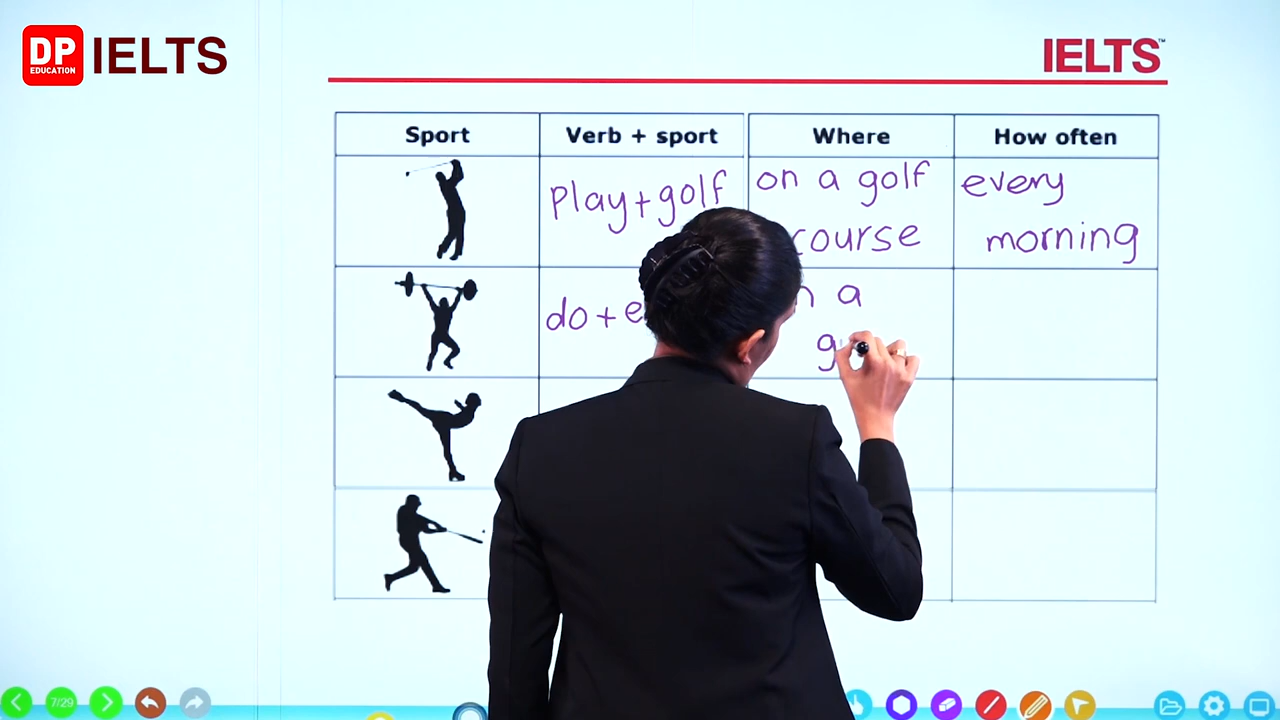 DP
EDUCATION
IELTS
IELTS™
Sport
Verb + sport
Where
How often
Play+golf
on a golf
course
every
morning
do+
a
7/29